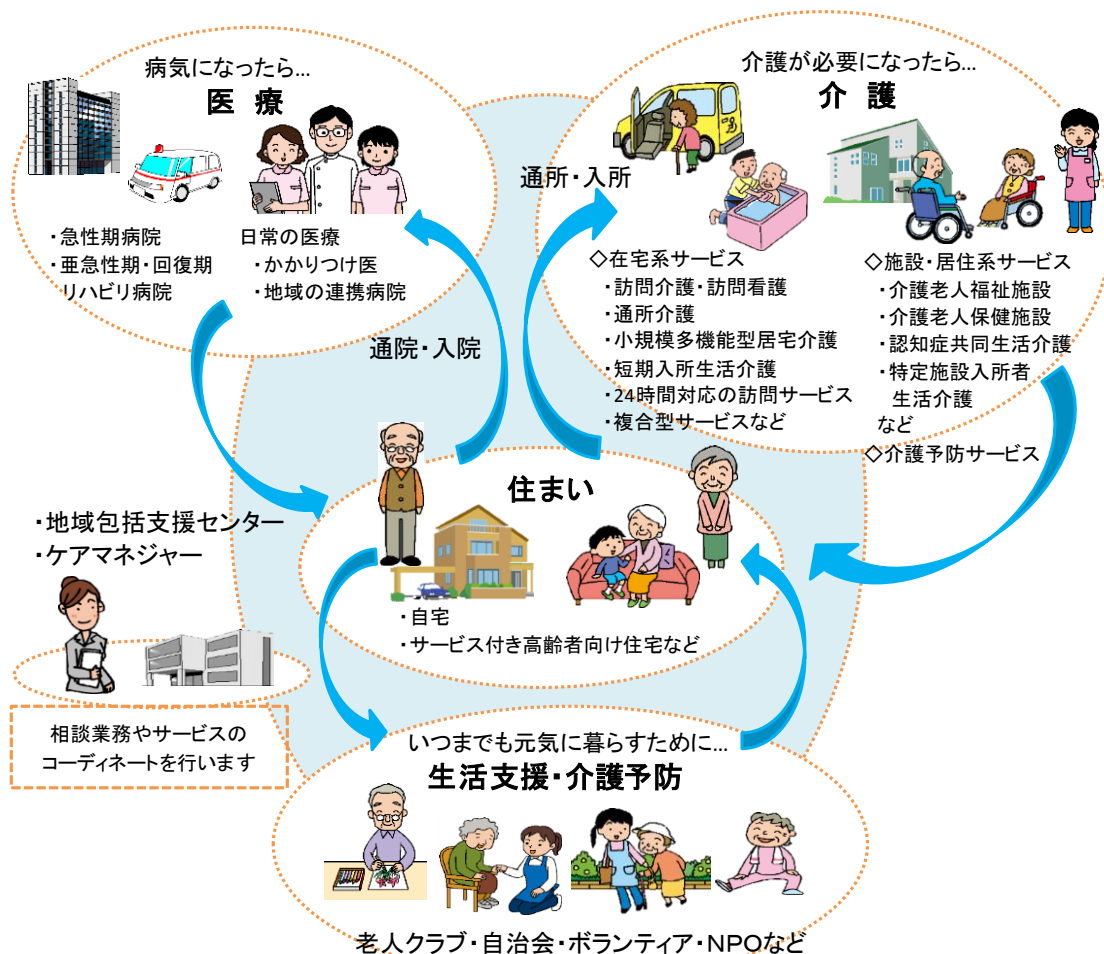 病気になったら...
医療
・急性期病院
・亜急性期・回復期
リハビリ病院
日常の医療
・かかりつけ医
・地域の連携病院
介護が必要になったら...
介護
通所・入所
◇在宅系サービス
・訪問介護・訪問看護
・通所介護
・小規模多機能型居宅介護
・短期入所生活介護
・24時間対応の訪問サービス
・複合型サービスなど
◇施設・居住系サービス
・介護老人福祉施設
・介護老人保健施設
・認知症共同生活介護
・特定施設入所者
生活介護
など
◇介護予防サービス
通院・入院
住まい
・自宅
・サービス付き高齢者向け住宅など
・地域包括支援センター
・ケアマネジャー
相談業務やサービスの
コーディネートを行います
いつまでも元気に暮らすために...
生活支援・介護予防
老人クラブ・自治会・ボランティア・NPOなど